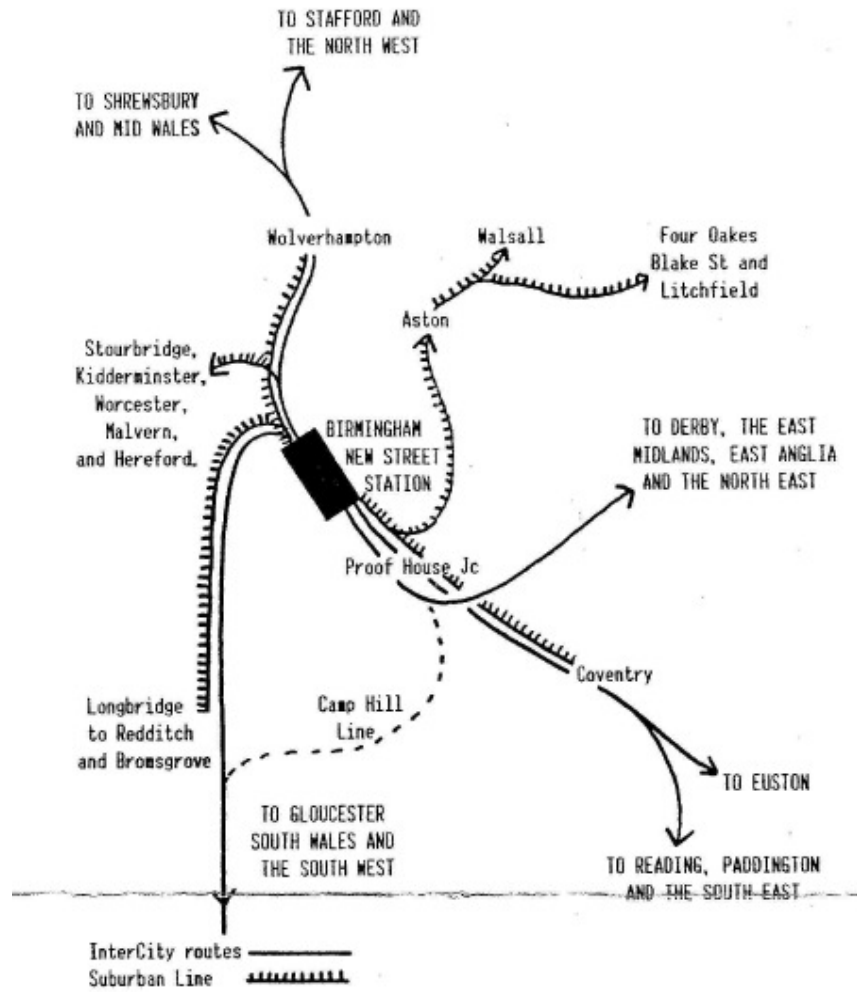 TO STAFFORD AND
THE NORTH WEST
TO SHREWSBURY
AND MID WALES
Wolverhampton
Walsall
Four Oakes
Blake St and
Litchfield
Aston
Stourbridge,
Kidderminster,
Worcester,
Malvern,
and Hereford.
BIRMINGHAM
NEW STREET
STATION
TO DERBY, THE EAST
MIDLANDS, EAST ANGLIA
AND THE NORTH EAST
Proof House Jc
Coventry
Longbridge
to Redditch
and Bromsgrove
Camp Hill
Line
TO EUSTON
TO GLOUCESTER
SOUTH WALES AND
THE SOUTH WEST
TO READING, PADDINGTON
AND THE SOUTH EAST
InterCity routes
Suburban Line